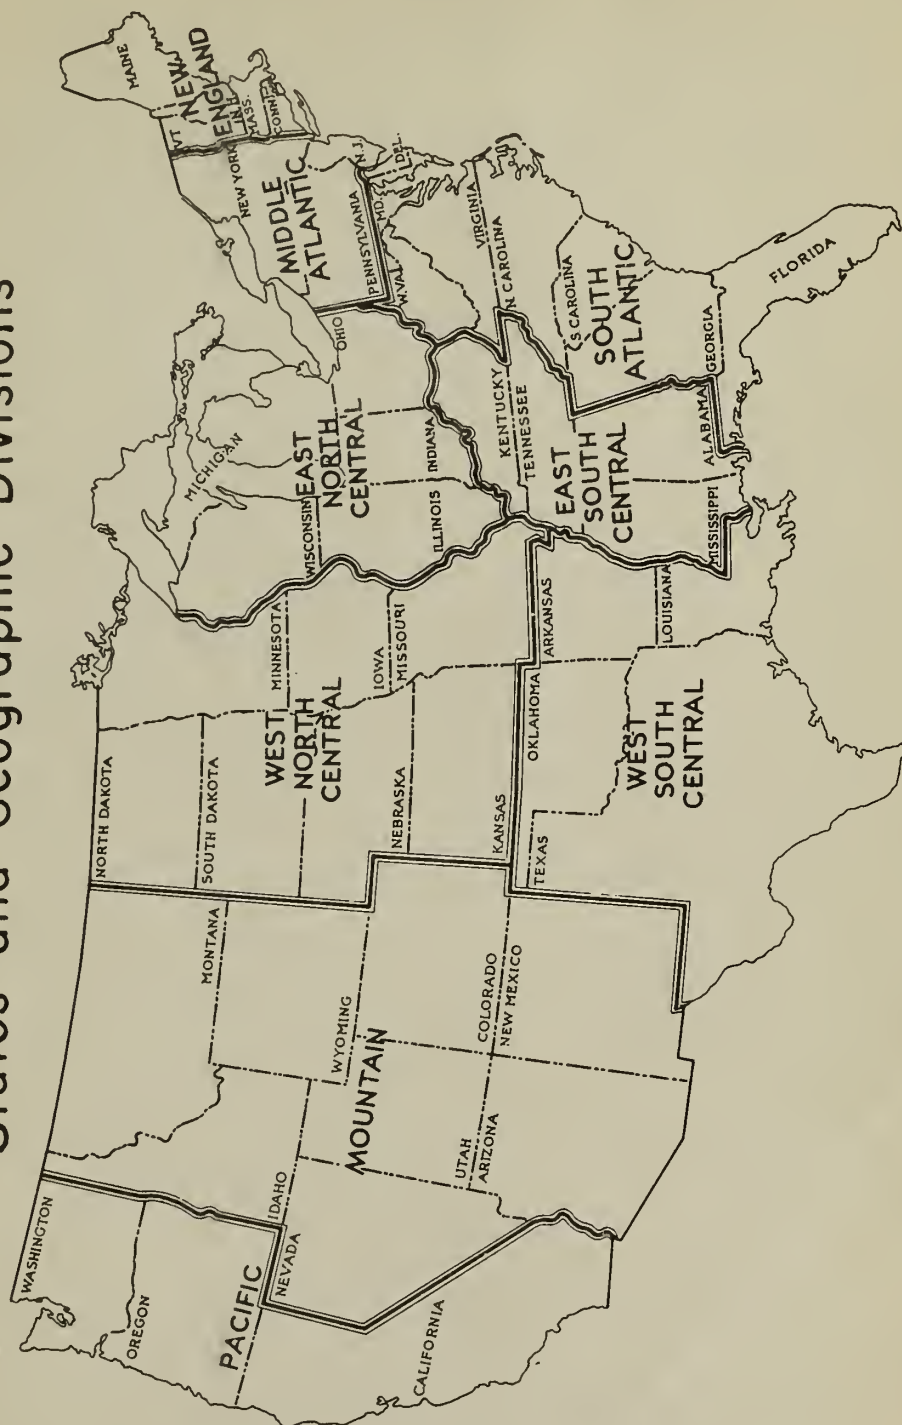 States and Geographic Divisions
WASHINGTON
OREGON
PACIFIC
CALIFORNIA
IDAHO
NEVADA
MONTANA
WYOMING
MOUNTAIN
UTAH
ARIZONA
COLORADO
NEW MEXICO
NORTH DAKOTA
SOUTH DAKOTA
MINNESOTA
WEST
NORTH
CENTRAL
NEBRASKA
IOWA
MISSOURI
KANSAS
TEXAS
OKLAHOMA
ARKANSAS
WEST
SOUTH
CENTRAL
LOUISIANA
WISCONSIN
MICHIGAN
EAST
NORTH
CENTRAL
ILLINOIS
INDIANA
OHIO
KENTUCKY
TENNESSEE
EAST
SOUTH
CENTRAL
MISSISSIPPI
ALABAMA
MAINE
VT
N.H.
NEW
ENGLAND
MASS.
CONN.
NEW YORK
MIDDLE
ATLANTIC
N.J.
PENNSYLVANIA
MD.
DEL.
W.VA.
VIRGINIA
N CAROLINA
S CAROLINA
SOUTH
ATLANTIC
GEORGIA
FLORIDA